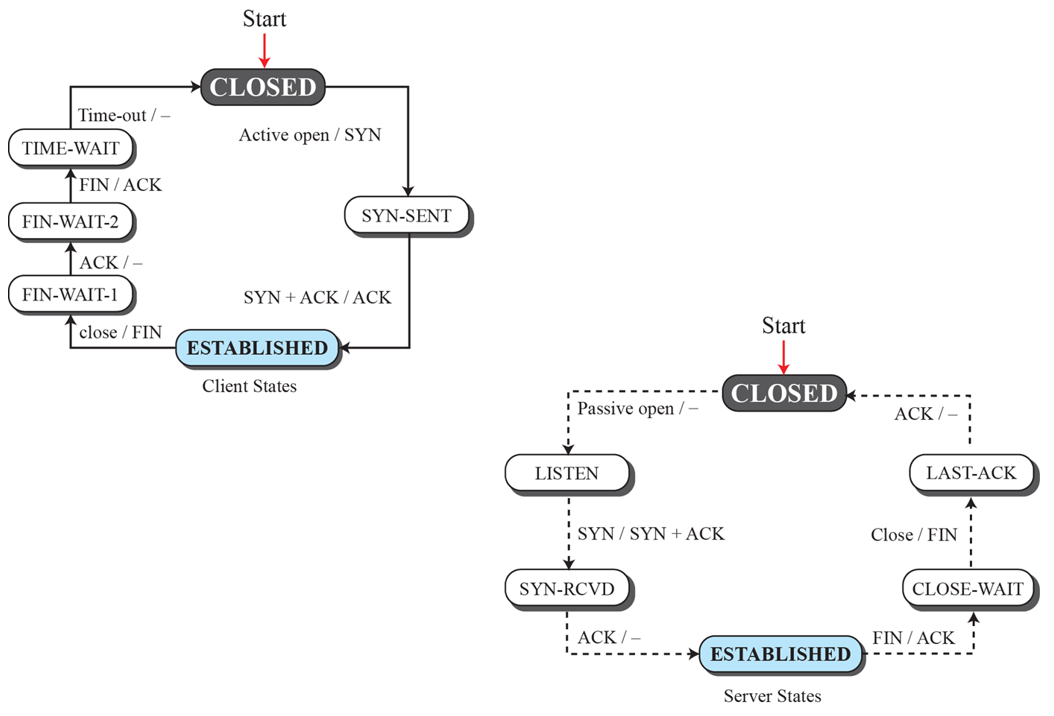 Start
CLOSED
Time-out / –
Active open / SYN
TIME-WAIT
FIN / ACK
SYN-SENT
FIN-WAIT-2
ACK / –
FIN-WAIT-1
SYN + ACK / ACK
close / FIN
ESTABLISHED
Client States
Start
CLOSED
Passive open / –
ACK / –
LISTEN
LAST-ACK
SYN / SYN + ACK
Close / FIN
SYN-RCVD
CLOSE-WAIT
ACK / –
FIN / ACK
ESTABLISHED
Server States